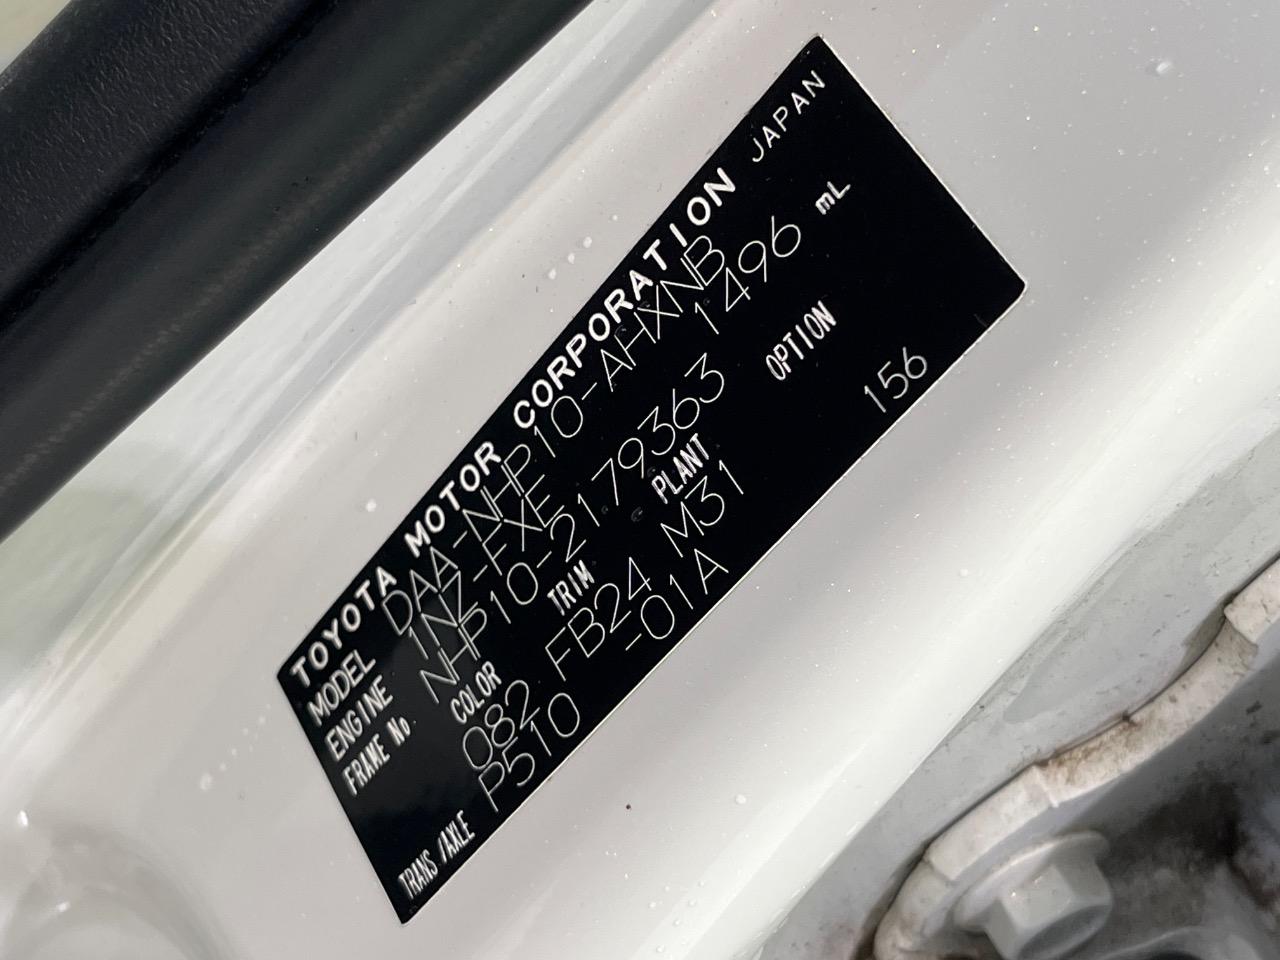 TOYOTA MOTOR CORPORATION JAPAN
MODEL DAA-NHP10-AHXNB
ENGINE 1NZ-FXE 1496 mL
FRAME No NHP10-2179363
COLOR TRIM PLANT OPTION
082 FB24 M31 156
TRANS/AXLE P510 -01A